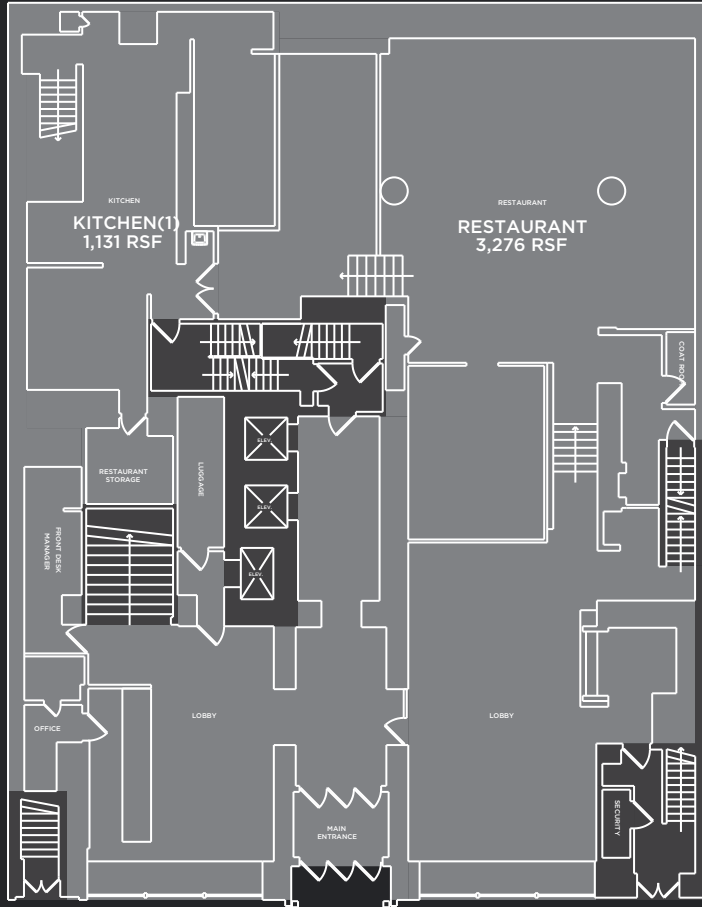 KITCHEN
KITCHEN(1)
1,131 RSF
RESTAURANT
RESTAURANT
3,276 RSF
COAT ROOM
ELEV.
RESTAURANT
STORAGE
LUGGAGE
ELEV.
FRONT DESK
MANAGER
ELEV.
LOBBY
LOBBY
OFFICE
SECURITY
MAIN
ENTRANCE